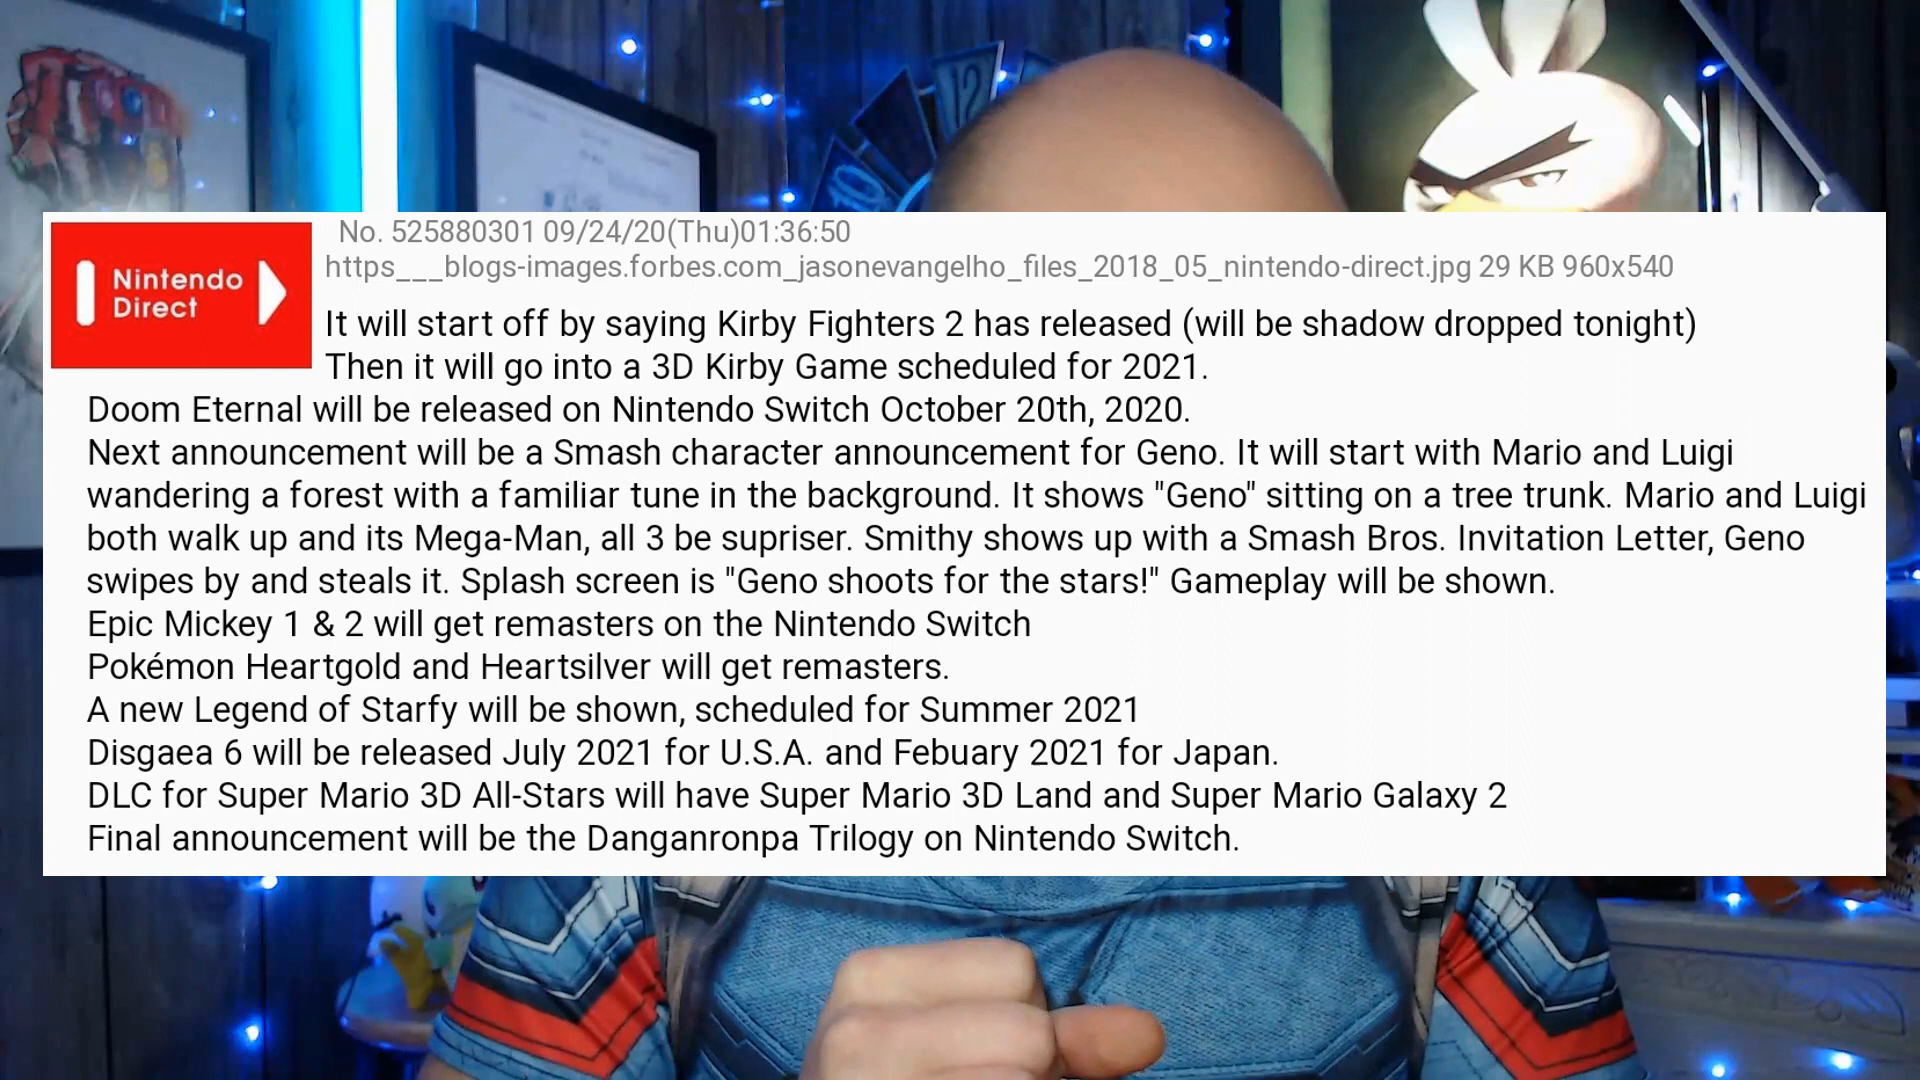 12
10
Nintendo
Direct
No. 525880301 09/24/20(Thu)01:36:50
https___blogs-images.forbes.com_jasonevangelho_files_2018_05_nintendo-direct.jpg 29 KB 960x540
It will start off by saying Kirby Fighters 2 has released (will be shadow dropped tonight)
Then it will go into a 3D Kirby Game scheduled for 2021.
Doom Eternal will be released on Nintendo Switch October 20th, 2020.
Next announcement will be a Smash character announcement for Geno. It will start with Mario and Luigi
wandering a forest with a familiar tune in the background. It shows "Geno" sitting on a tree trunk. Mario and Luigi
both walk up and its Mega-Man, all 3 be supriser. Smithy shows up with a Smash Bros. Invitation Letter, Geno
swipes by and steals it. Splash screen is "Geno shoots for the stars!" Gameplay will be shown.
Epic Mickey 1 & 2 will get remasters on the Nintendo Switch
Pokémon Heartgold and Heartsilver will get remasters.
A new Legend of Starfy will be shown, scheduled for Summer 2021
Disgaea 6 will be released July 2021 for U.S.A. and Febuary 2021 for Japan.
DLC for Super Mario 3D All-Stars will have Super Mario 3D Land and Super Mario Galaxy 2
Final announcement will be the Danganronpa Trilogy on Nintendo Switch.